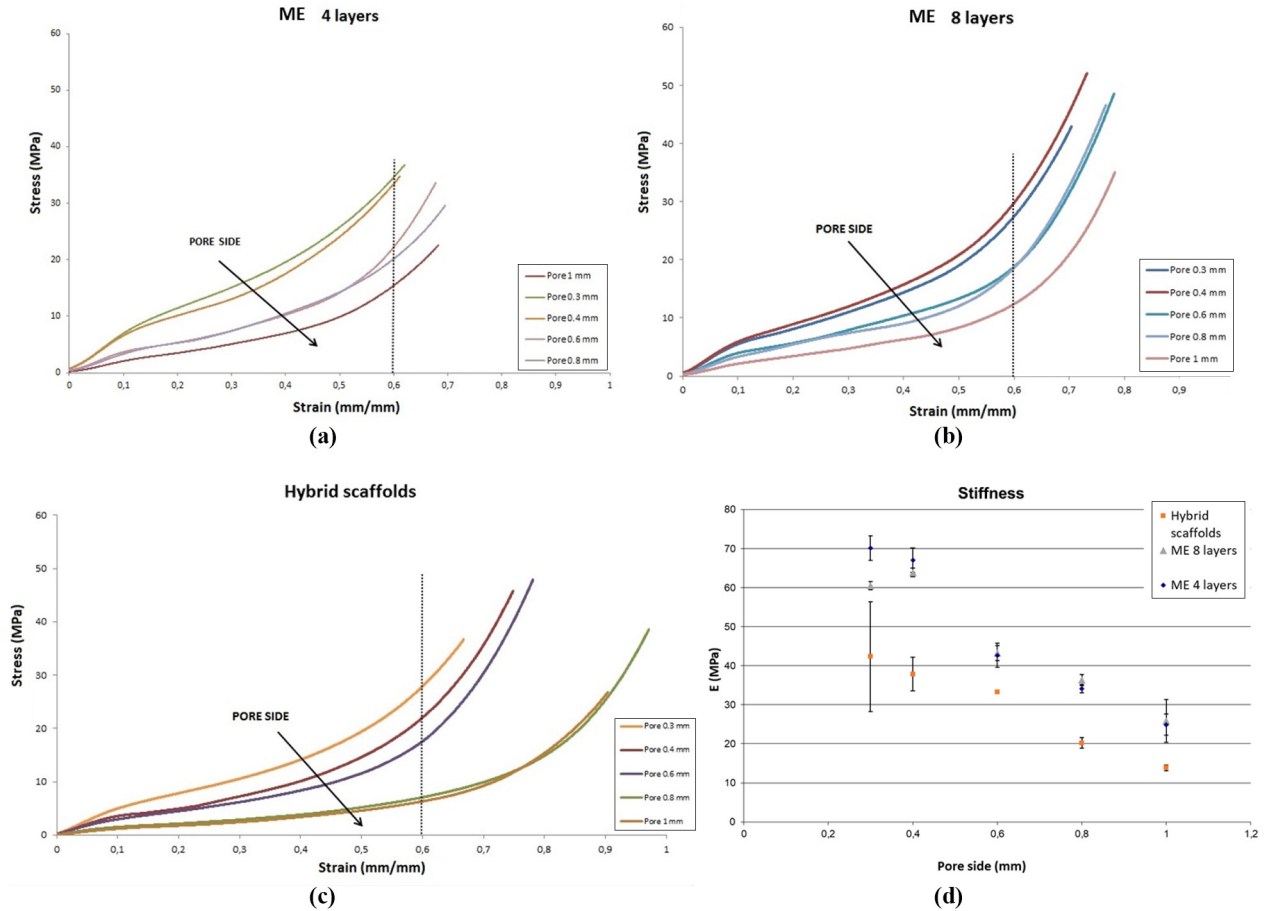 ME 4 layers
60
50
40
30
20
10
0
Stress (MPa)
PORE SIDE
Pore 1 mm
Pore 0.3 mm
Pore 0.4 mm
Pore 0.6 mm
Pore 0.8 mm
0 0,1 0,2 0,3 0,4 0,5 0,6 0,7 0,8 0,9 1
Strain (mm/mm)
(a)
ME 8 layers
60
50
40
30
20
10
0
Stress (MPa)
PORE SIDE
Pore 0.3 mm
Pore 0.4 mm
Pore 0.6 mm
Pore 0.8 mm
Pore 1 mm
0 0,1 0,2 0,3 0,4 0,5 0,6 0,7 0,8 0,9
Strain (mm/mm)
(b)
Hybrid scaffolds
60
50
40
30
20
10
0
Stress (MPa)
PORE SIDE
Pore 0.3 mm
Pore 0.4 mm
Pore 0.6 mm
Pore 0.8 mm
Pore 1 mm
0 0,1 0,2 0,3 0,4 0,5 0,6 0,7 0,8 0,9 1
Strain (mm/mm)
(c)
Stiffness
80
70
60
50
40
30
20
10
0
E (MPa)
Hybrid
scaffolds
ME 8 layers
ME 4 layers
0 0,2 0,4 0,6 0,8 1 1,2
Pore side (mm)
(d)